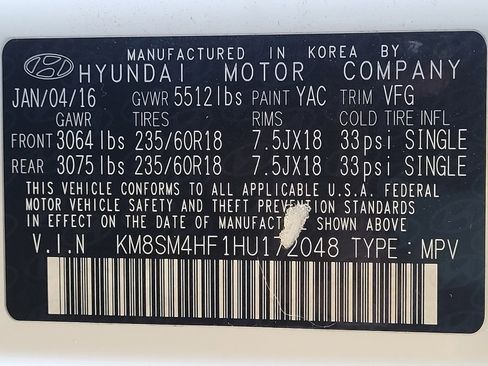 MANUFACTURED IN KOREA BY
HYUNDAI MOTOR COMPANY
JAN/04/16 GVWR 5512lbs PAINT YAC TRIM VFG
GAWR TIRES RIMS COLD TIRE INFL
FRONT 3064lbs 235/60R18 7.5JX18 33psi SINGLE
REAR 3075lbs 235/60R18 7.5JX18 33psi SINGLE
THIS VEHICLE CONFORMS TO ALL APPLICABLE U.S.A. FEDERAL
MOTOR VEHICLE SAFETY AND THEFT PREVENTION STANDARDS
IN EFFECT ON THE DATE OF MANUFACTURE SHOWN ABOVE
V.I.N KM8SM4HF1HU172048 TYPE : MPV